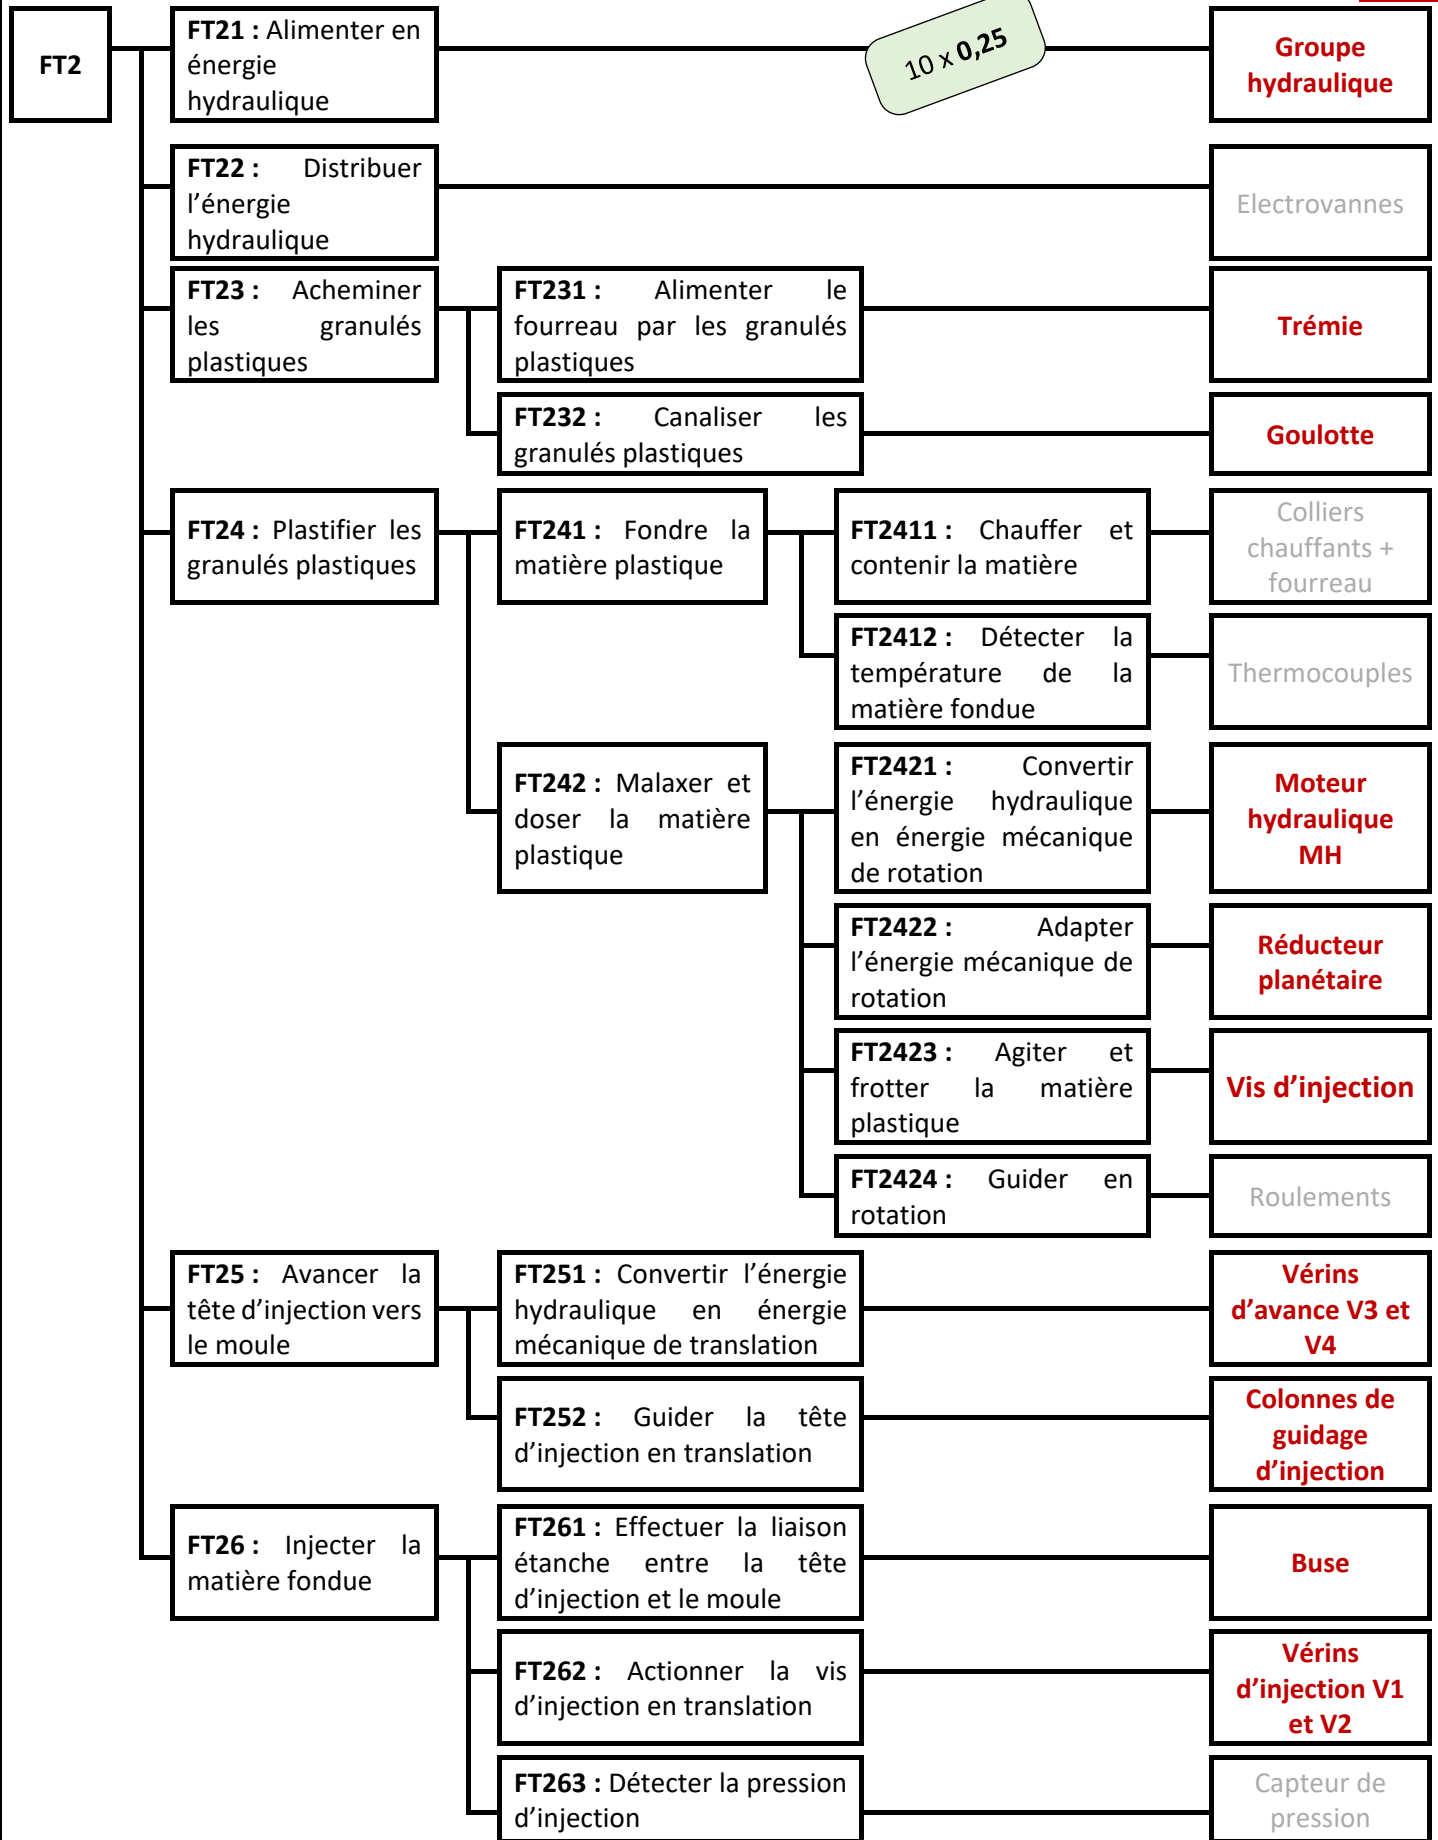 FT2
FT21 : Alimenter en
énergie
hydraulique
10 x 0,25
Groupe
hydraulique
FT22 : Distribuer
l’énergie
hydraulique
Electrovannes
FT23 : Acheminer
les granulés
plastiques
FT231 : Alimenter le
fourreau par les granulés
plastiques
Trémie
FT232 : Canaliser les
granulés plastiques
Goulotte
FT24 : Plastifier les
granulés plastiques
FT241 : Fondre la
matière plastique
FT2411 : Chauffer et
contenir la matière
Colliers
chauffants +
fourreau
FT2412 : Détecter la
température de la
matière fondue
Thermocouples
FT242 : Malaxer et
doser la matière
plastique
FT2421 : Convertir
l’énergie hydraulique
en énergie mécanique
de rotation
Moteur
hydraulique
MH
FT2422 : Adapter
l’énergie mécanique de
rotation
Réducteur
planétaire
FT2423 : Agiter et
frotter la matière
plastique
Vis d’injection
FT2424 : Guider en
rotation
Roulements
FT25 : Avancer la
tête d’injection vers
le moule
FT251 : Convertir l’énergie
hydraulique en énergie
mécanique de translation
Vérins
d’avance V3 et
V4
FT252 : Guider la tête
d’injection en translation
Colonnes de
guidage
d’injection
FT26 : Injecter la
matière fondue
FT261 : Effectuer la liaison
étanche entre la tête
d’injection et le moule
Buse
FT262 : Actionner la vis
d’injection en translation
Vérins
d’injection V1
et V2
FT263 : Détecter la pression
d’injection
Capteur de
pression